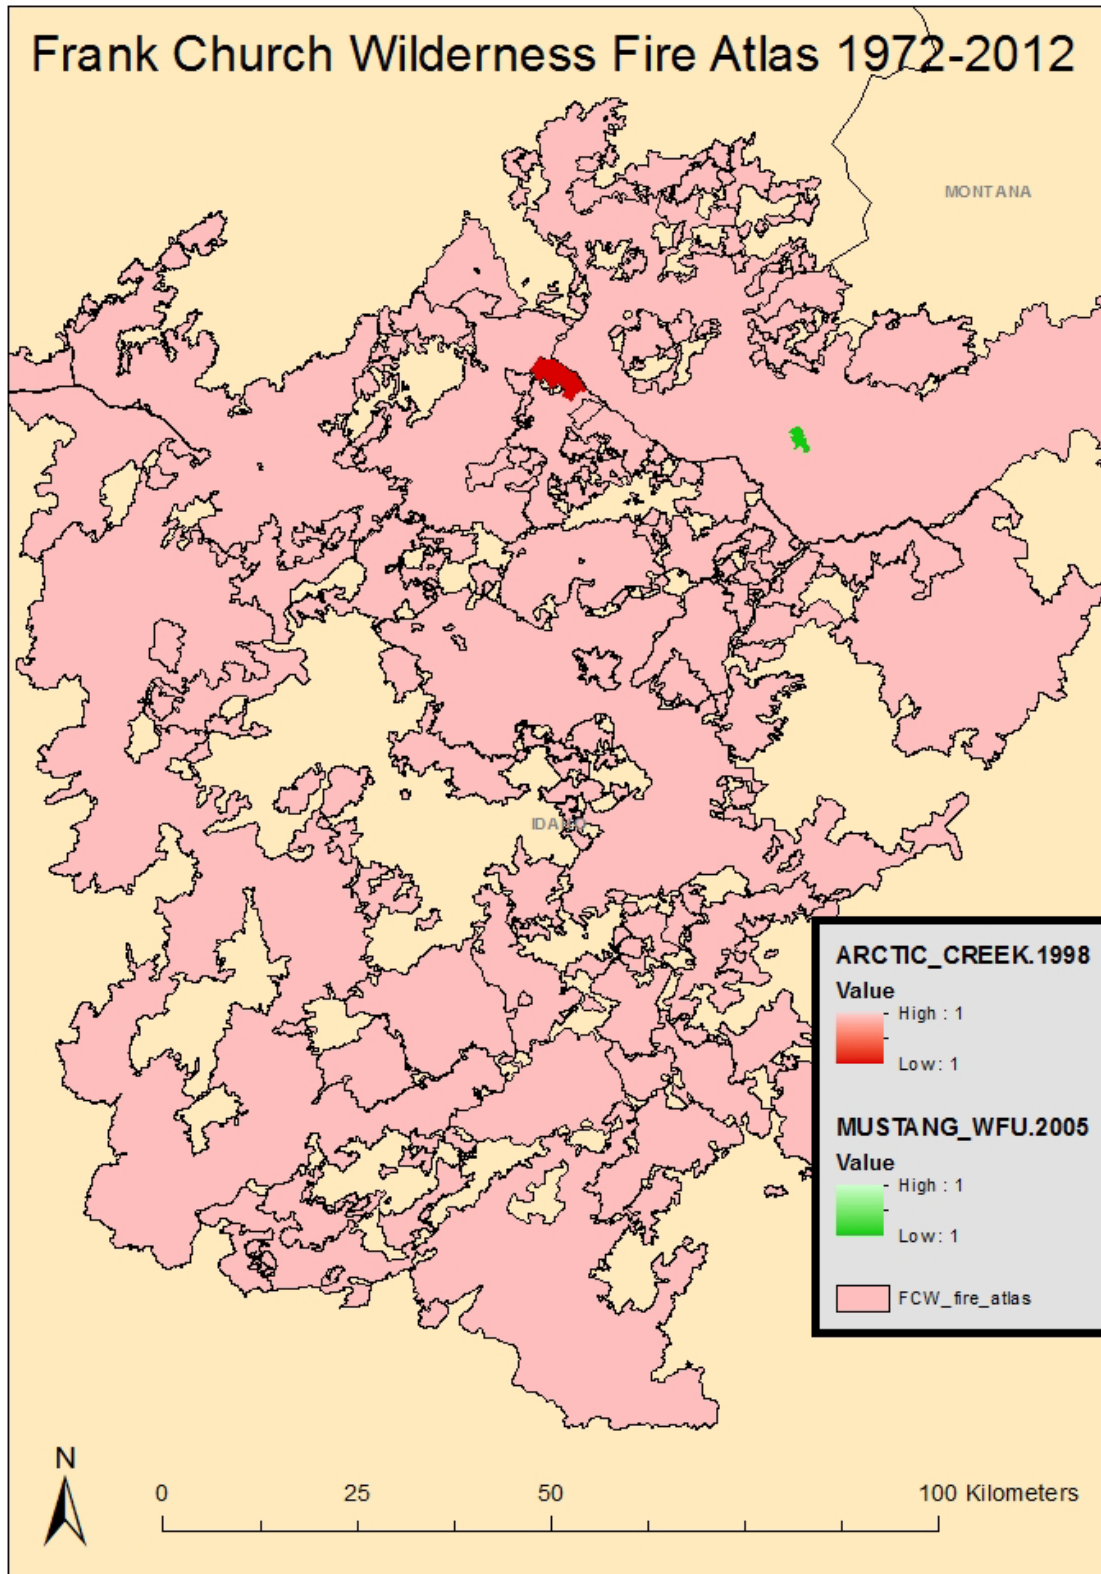 Frank Church Wilderness Fire Atlas 1972-2012
MONTANA
IDAHO
ARCTIC_CREEK.1998
Value
High : 1
Low : 1
MUSTANG_WFU.2005
Value
High : 1
Low : 1
FCW_fire_atlas
N
0 25 50 100 Kilometers